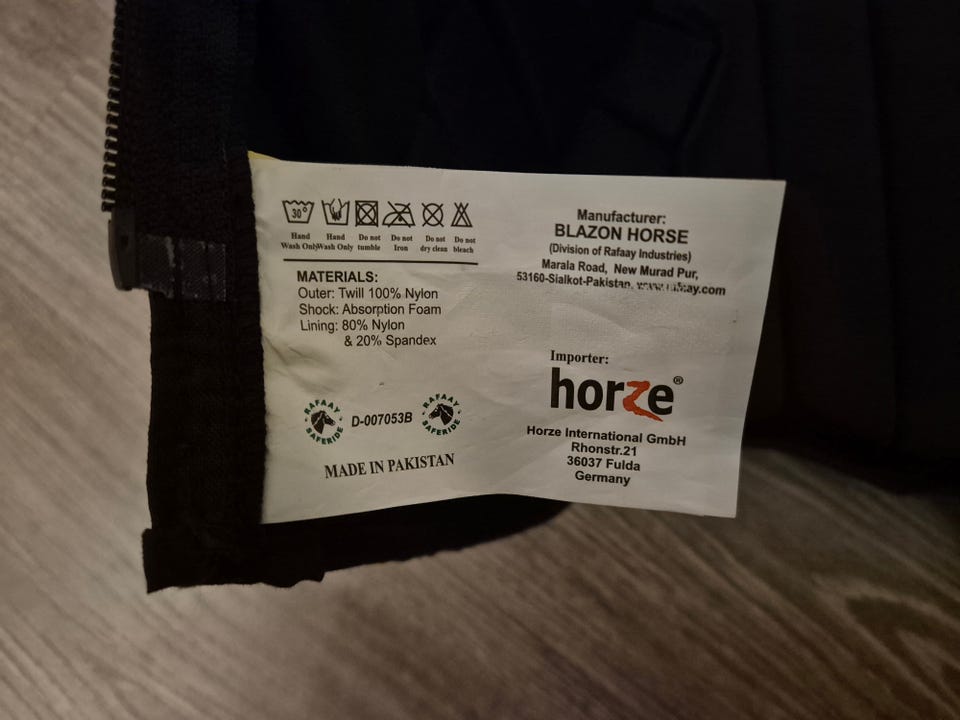 30°
Hand Wash Only
Hand Wash Only
Do not tumble
Do not Iron
Do not dry clean
Do not bleach
MATERIALS:
Outer: Twill 100% Nylon
Shock: Absorption Foam
Lining: 80% Nylon
& 20% Spandex
RAFAAY SAFERIDE
D-007053B
RAFAAY SAFERIDE
MADE IN PAKISTAN
Manufacturer:
BLAZON HORSE
(Division of Rafaay Industries)
Marala Road, New Murad Pur,
53160-Sialkot-Pakistan, www.rafaay.com
Importer:
horze®
Horze International GmbH
Rhonstr.21
36037 Fulda
Germany